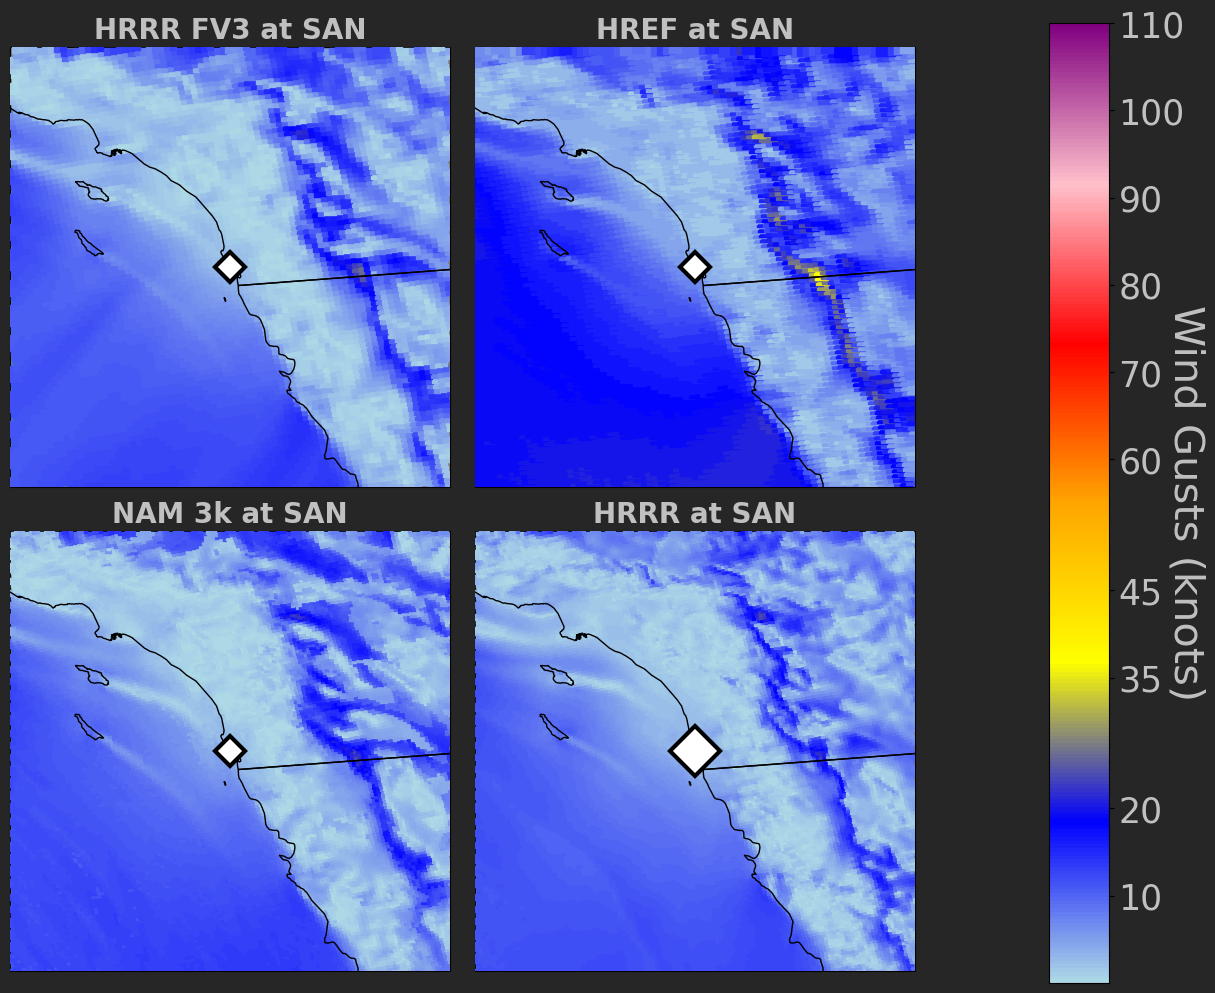 HRRR FV3 at SAN
HREF at SAN
NAM 3k at SAN
HRRR at SAN
110
100
90
80
70
60
45
35
20
10
Wind Gusts (knots)